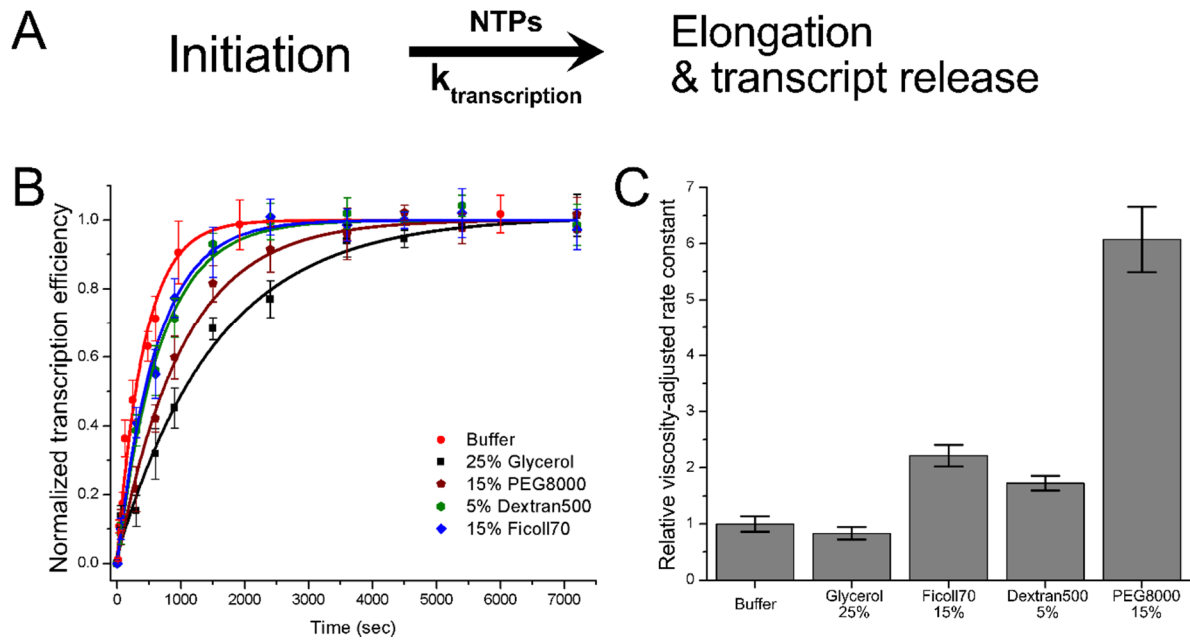 A
Initiation
NTPs
k transcription
Elongation
& transcript release
B
Normalized transcription efficiency
1.0
0.8
0.6
0.4
0.2
0.0
Buffer
25% Glycerol
15% PEG8000
5% Dextran500
15% Ficoll70
0 1000 2000 3000 4000 5000 6000 7000
Time (sec)
C
Relative viscosity-adjusted rate constant
7
6
5
4
3
2
1
0
Buffer Glycerol Ficoll70 Dextran500 PEG8000
25% 15% 5% 15%